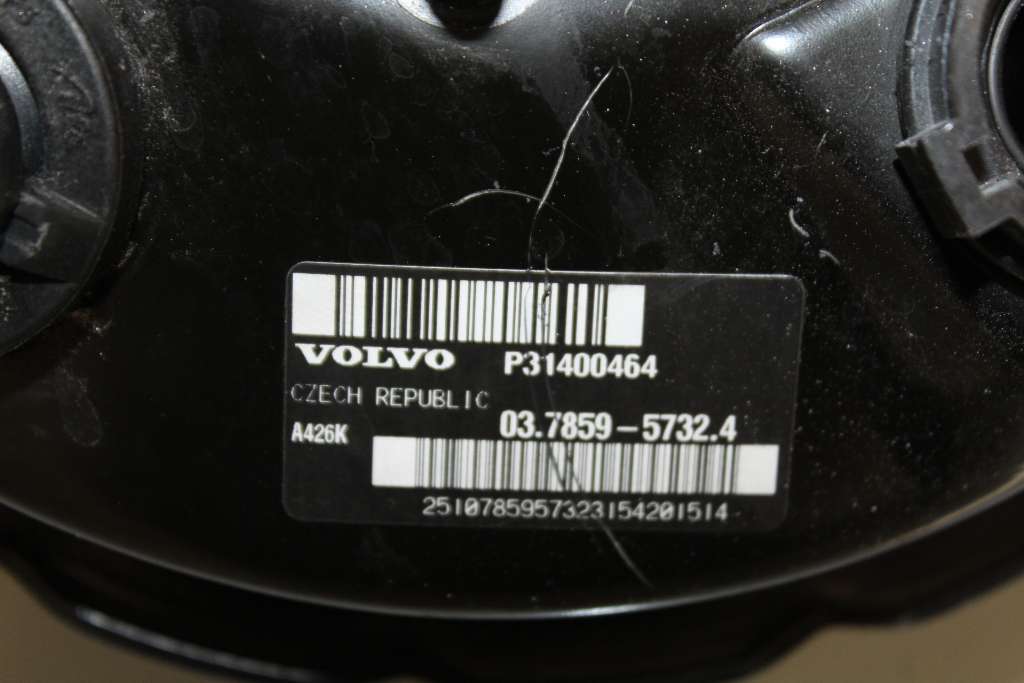 VOLVO P31400464
CZECH REPUBLIC
03.7859-5732.4
A426K
2510785957323154201514